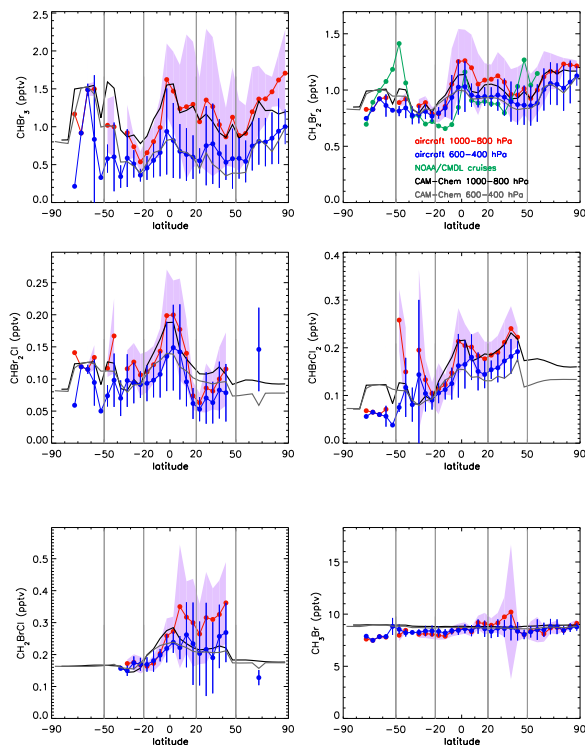 CHBr3 (pptv)
2.5
2.0
1.5
1.0
0.5
0.0
−90 −50 −20 0 20 50 90
latitude
CH2Br2 (pptv)
1.5
1.0
0.5
0.0
aircraft 1000−800 hPa
aircraft 600−400 hPa
NOAA/CMDL cruises
CAM−Chem 1000−800 hPa
CAM−Chem 600−400 hPa
−90 −50 −20 0 20 50 90
latitude
CHBr2Cl (pptv)
0.20
0.15
0.10
0.05
0.00
−90 −50 −20 0 20 50 90
latitude
CHBrCl2 (pptv)
0.4
0.3
0.2
0.1
0.0
−90 −50 −20 0 20 50 90
latitude
CH2BrCl (pptv)
0.5
0.4
0.3
0.2
0.1
0.0
−90 −50 −20 0 20 50 90
latitude
CH3Br (pptv)
15
9
5
−90 −50 −20 0 20 50 90
latitude